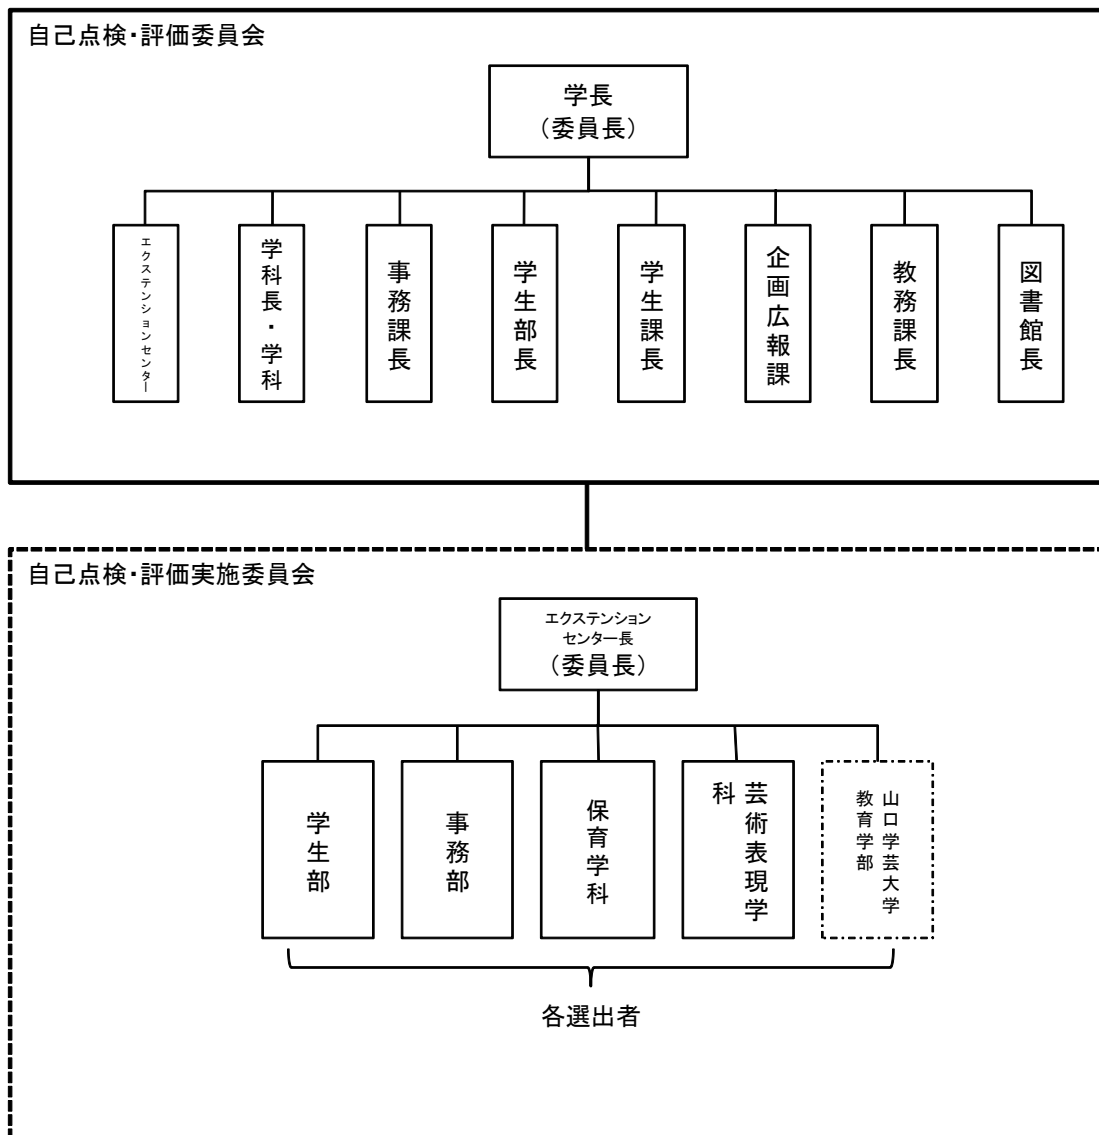 自己点検・評価委員会
学長
（委員長）
エクステンションセンター
学科長・学科
事務課長
学生部長
学生課長
企画広報課
教務課長
図書館長
自己点検・評価実施委員会
エクステンション
センター長
（委員長）
学生部
事務部
保育学科
芸術表現学
科
山口学芸大学
教育学部
各選出者